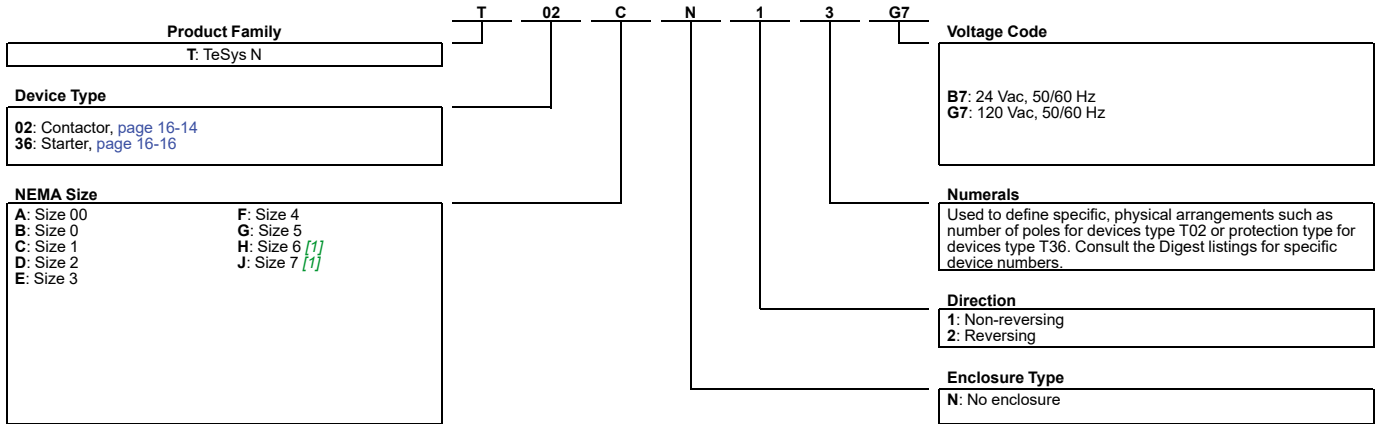 T 02 C N 1 3 G7
Product Family
T: TeSys N
Device Type
02: Contactor, page 16-14
36: Starter, page 16-16
NEMA Size
A: Size 00
B: Size 0
C: Size 1
D: Size 2
E: Size 3
F: Size 4
G: Size 5
H: Size 6 [1]
J: Size 7 [1]
Voltage Code
B7: 24 Vac, 50/60 Hz
G7: 120 Vac, 50/60 Hz
Numerals
Used to define specific, physical arrangements such as
number of poles for devices type T02 or protection type for
devices type T36. Consult the Digest listings for specific
device numbers.
Direction
1: Non-reversing
2: Reversing
Enclosure Type
N: No enclosure